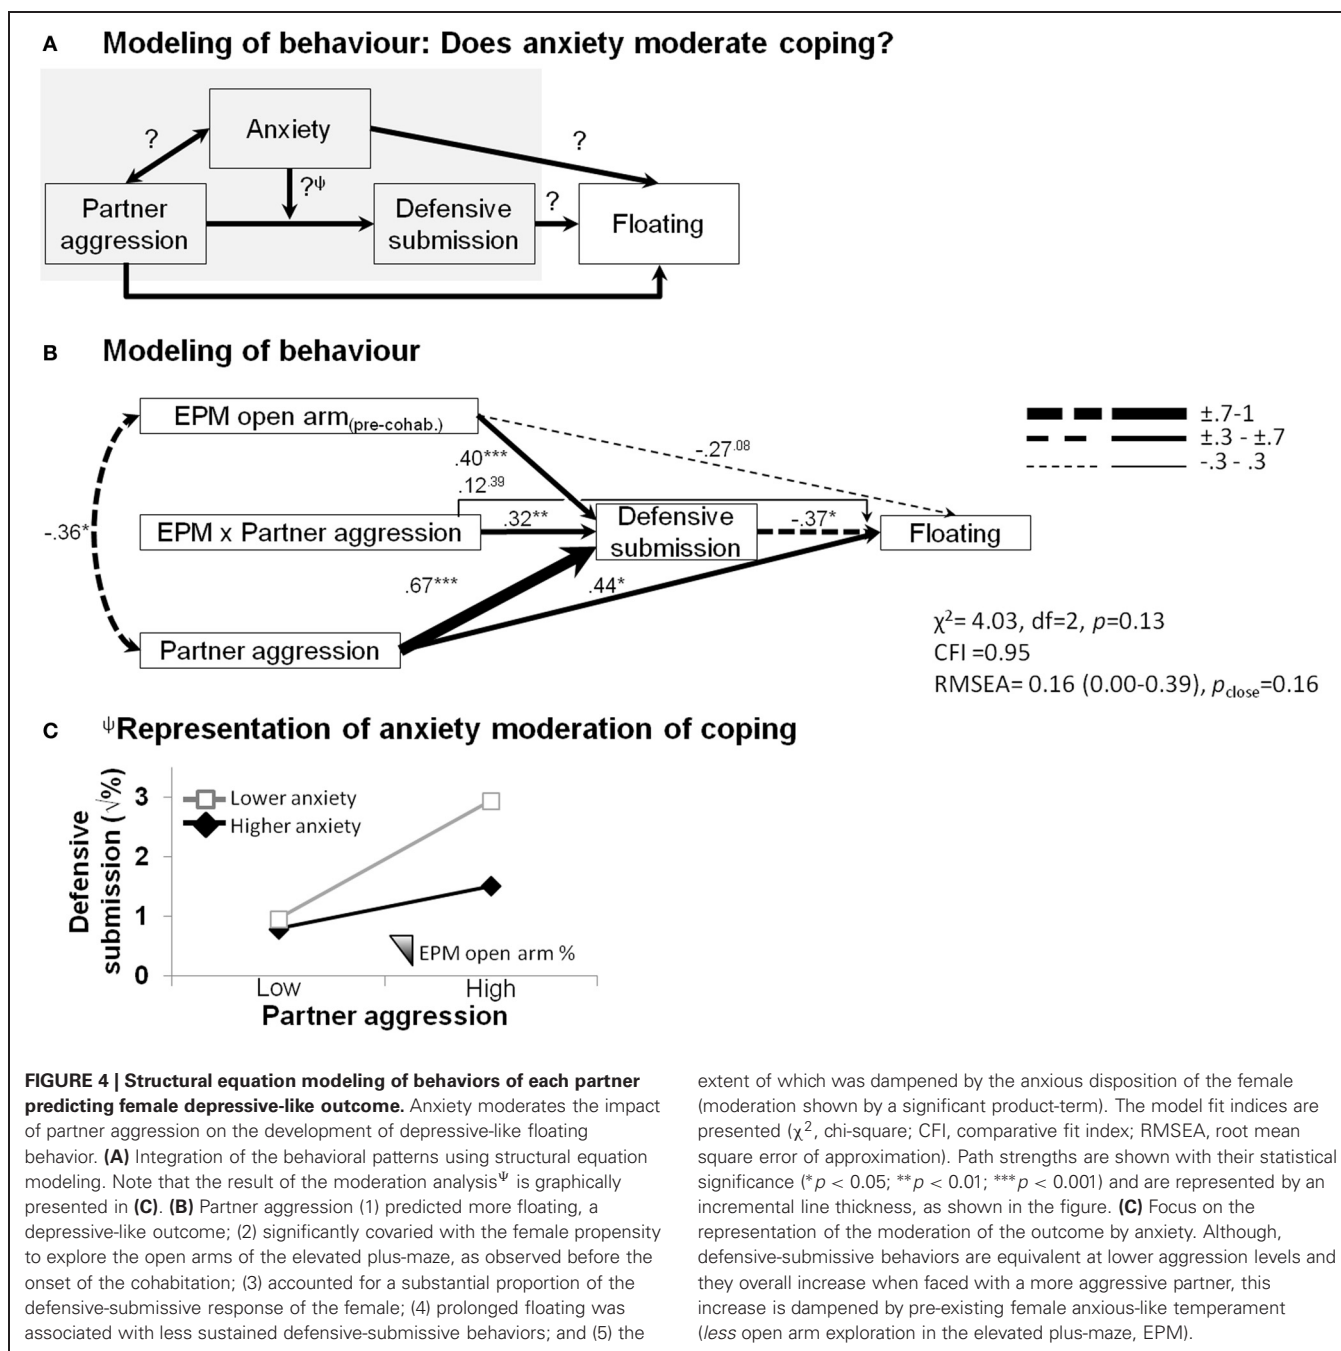 A Modeling of behaviour: Does anxiety moderate coping?
Anxiety
?
?
?ψ
Partner
aggression
Defensive
submission
?
Floating
B Modeling of behaviour
EPM open arm(pre-cohab.)
±.7-1
±.3 - ±.7
-.3 - .3
.40***
-.27.08
.12.39
-.36*
EPM x Partner aggression
.32**
Defensive
submission
-.37*
Floating
.67***
.44*
Partner aggression
χ²= 4.03, df=2, p=0.13
CFI =0.95
RMSEA= 0.16 (0.00-0.39), pclose=0.16
C ψRepresentation of anxiety moderation of coping
Defensive
submission (√%)
3
2
1
0
Lower anxiety
Higher anxiety
EPM open arm %
Low High
Partner aggression
FIGURE 4 | Structural equation modeling of behaviors of each partner
predicting female depressive-like outcome. Anxiety moderates the impact
of partner aggression on the development of depressive-like floating
behavior. (A) Integration of the behavioral patterns using structural equation
modeling. Note that the result of the moderation analysisΨ is graphically
presented in (C). (B) Partner aggression (1) predicted more floating, a
depressive-like outcome; (2) significantly covaried with the female propensity
to explore the open arms of the elevated plus-maze, as observed before the
onset of the cohabitation; (3) accounted for a substantial proportion of the
defensive-submissive response of the female; (4) prolonged floating was
associated with less sustained defensive-submissive behaviors; and (5) the
extent of which was dampened by the anxious disposition of the female
(moderation shown by a significant product-term). The model fit indices are
presented (χ², chi-square; CFI, comparative fit index; RMSEA, root mean
square error of approximation). Path strengths are shown with their statistical
significance (*p < 0.05; **p < 0.01; ***p < 0.001) and are represented by an
incremental line thickness, as shown in the figure. (C) Focus on the
representation of the moderation of the outcome by anxiety. Although,
defensive-submissive behaviors are equivalent at lower aggression levels and
they overall increase when faced with a more aggressive partner, this
increase is dampened by pre-existing female anxious-like temperament
(less open arm exploration in the elevated plus-maze, EPM).